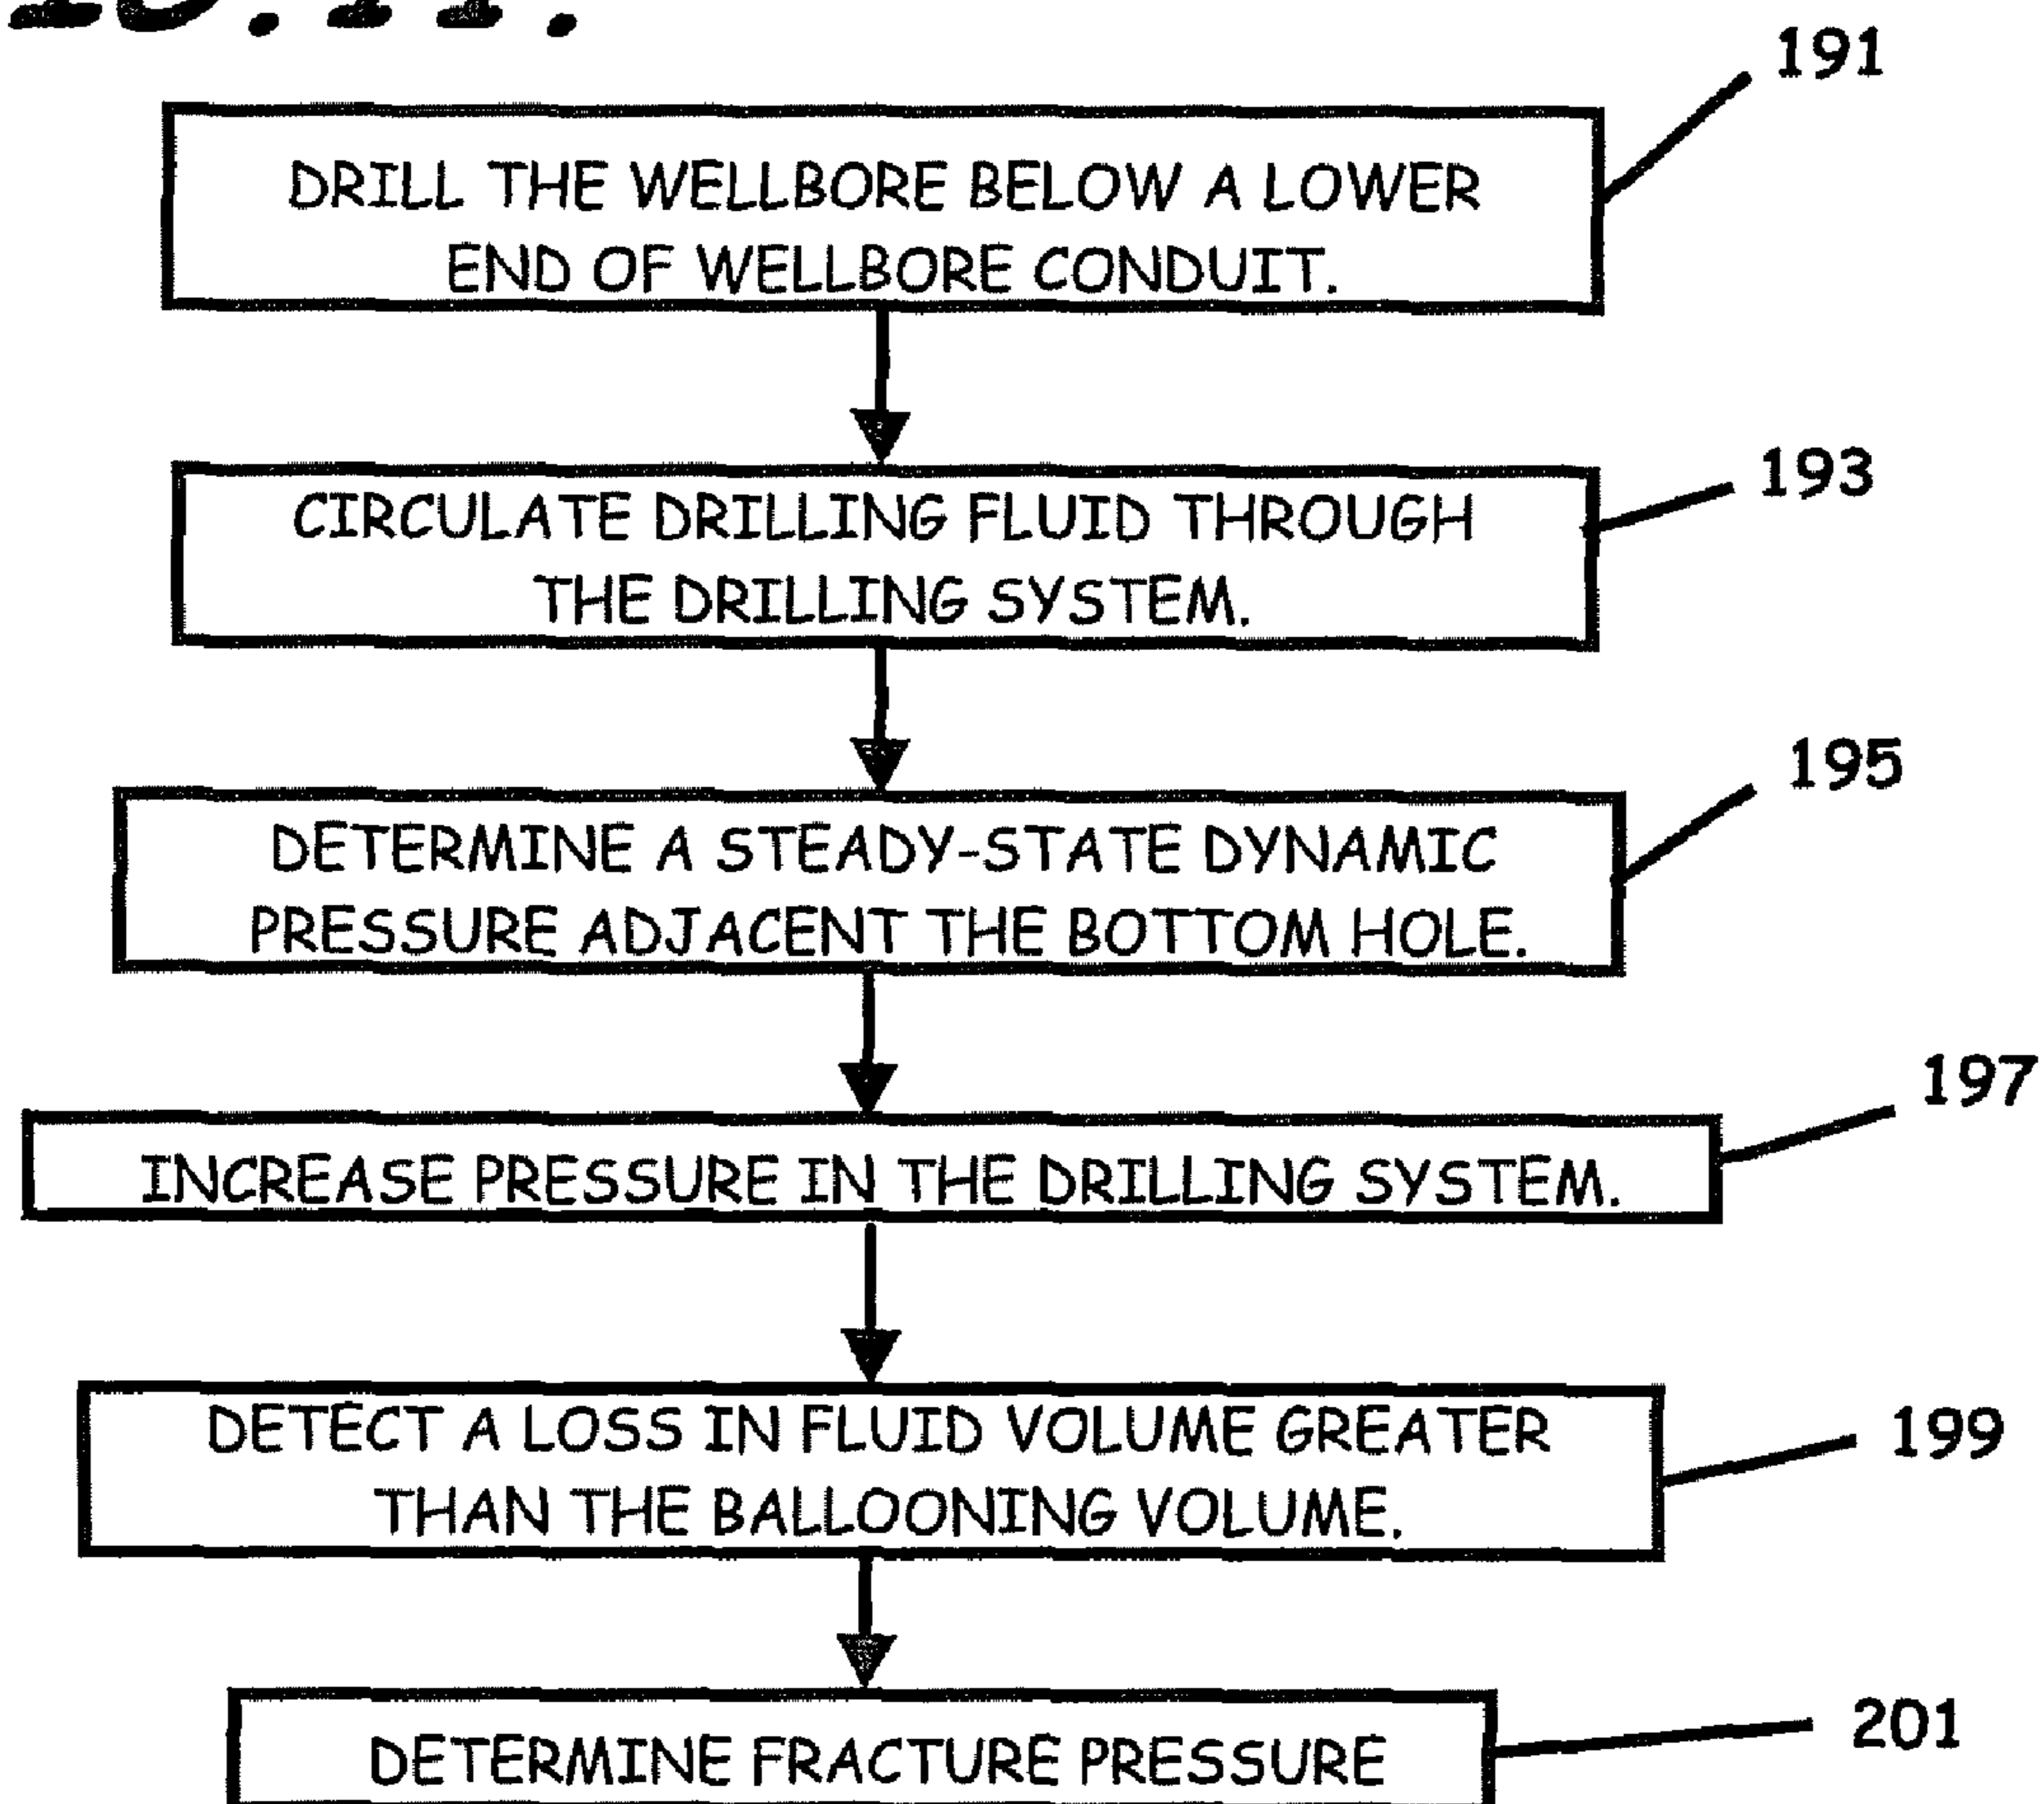 191
DRILL THE WELLBORE BELOW A LOWER
END OF WELLBORE CONDUIT.
193
CIRCULATE DRILLING FLUID THROUGH
THE DRILLING SYSTEM.
195
DETERMINE A STEADY-STATE DYNAMIC
PRESSURE ADJACENT THE BOTTOM HOLE.
197
INCREASE PRESSURE IN THE DRILLING SYSTEM.
199
DETECT A LOSS IN FLUID VOLUME GREATER
THAN THE BALLOONING VOLUME.
201
DETERMINE FRACTURE PRESSURE